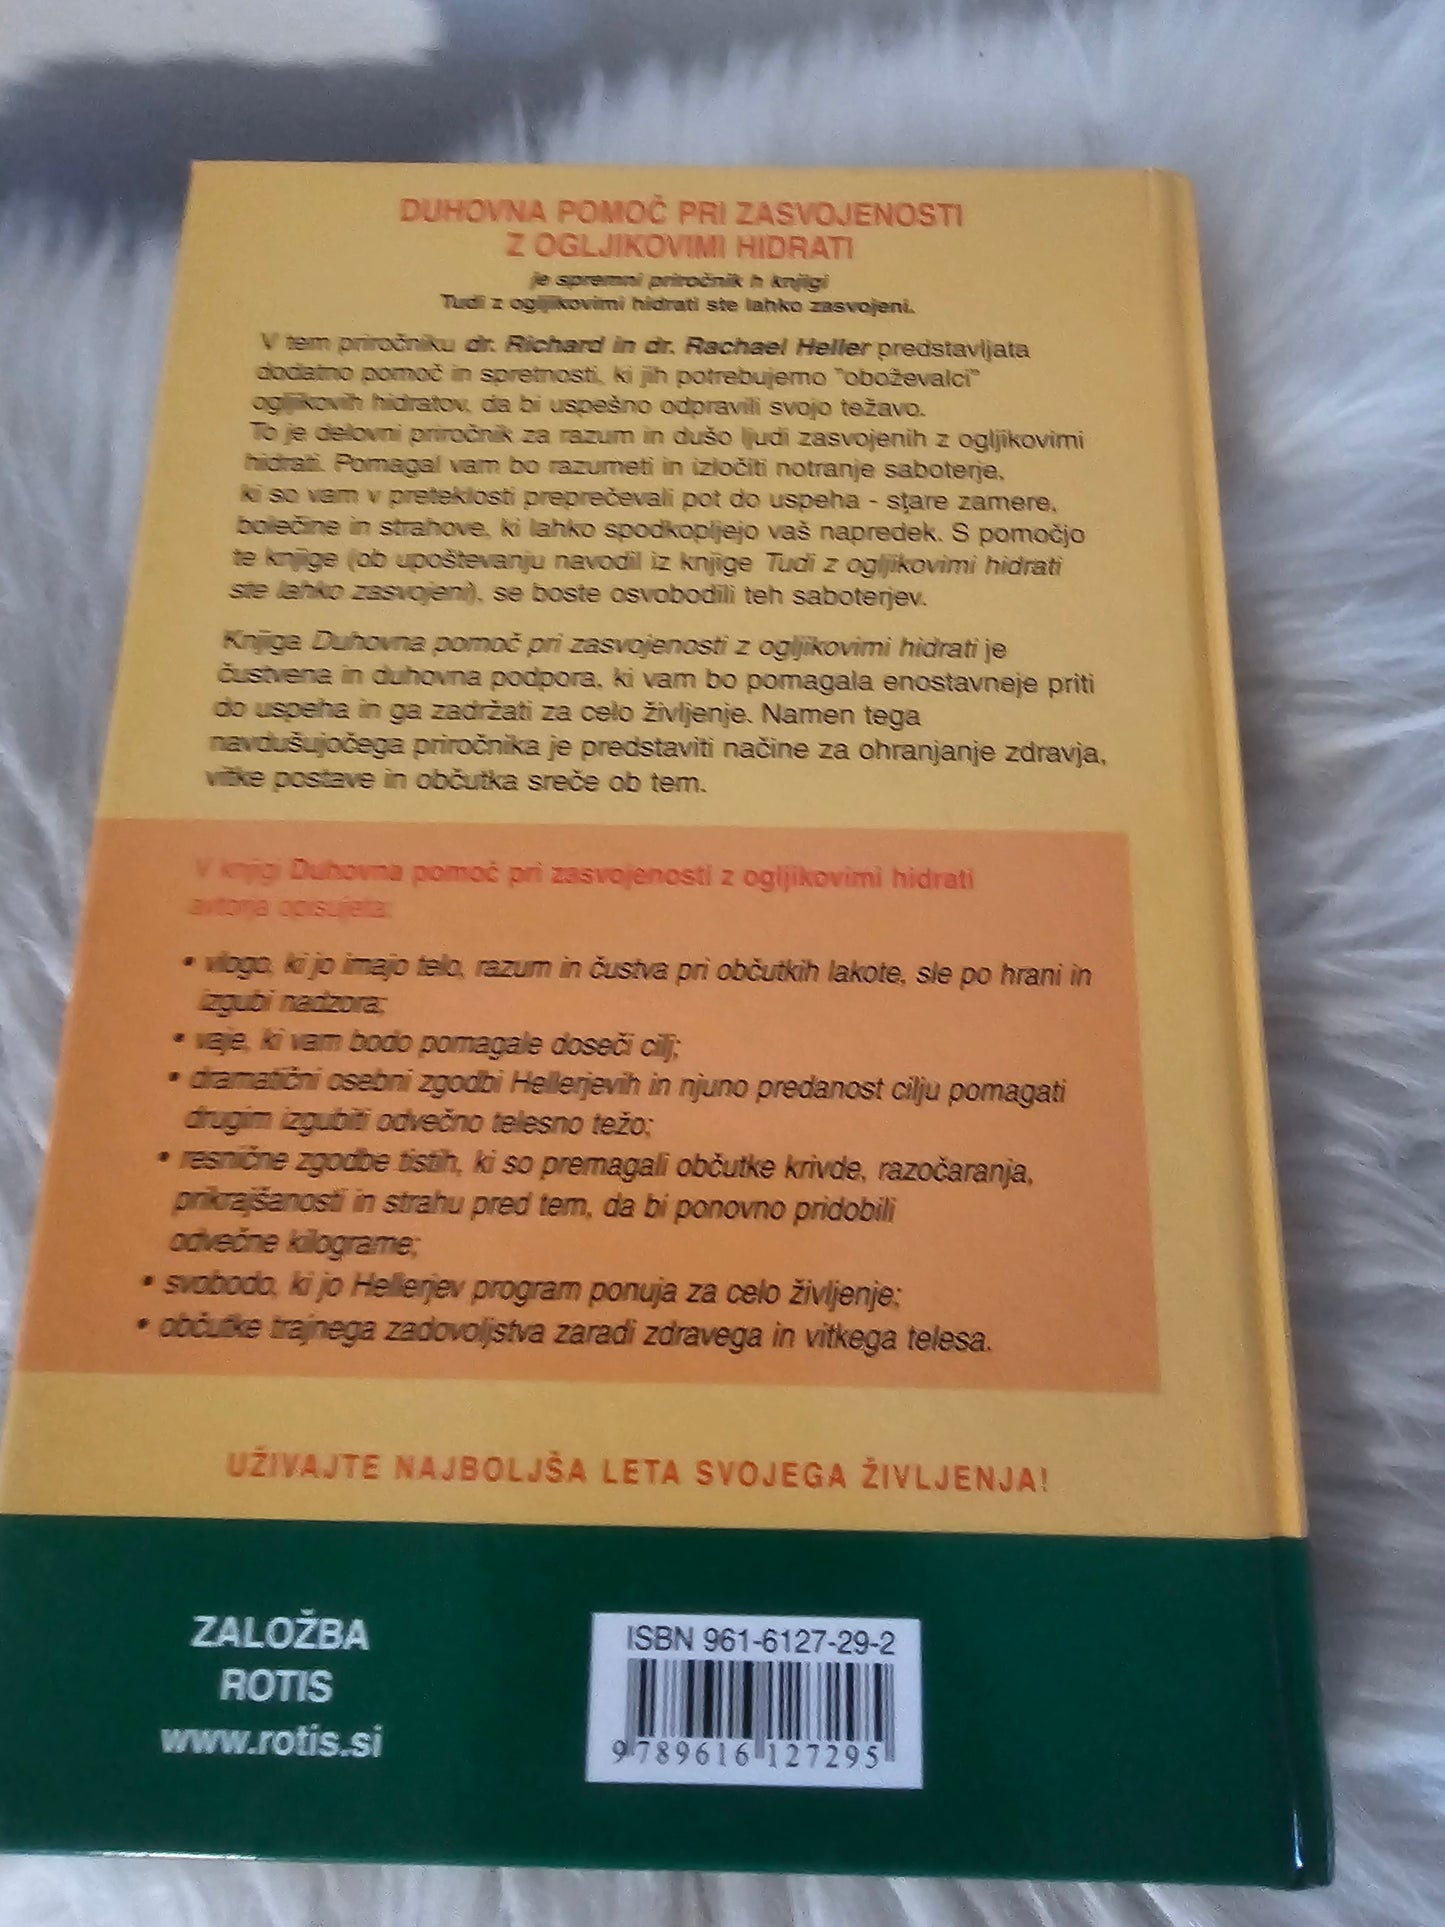 DUHOVNA POMOČ PRI ZASVOJENOSTI
Z OGLJIKOVIMI HIDRATI
je spremni priročnik h knjigi
Tudi z ogljikovimi hidrati ste lahko zasvojeni.
V tem priročniku dr. Richard in dr. Rachael Heller predstavljata
dodatno pomoč in spretnosti, ki jih potrebujemo "oboževalci"
ogljikovih hidratov, da bi uspešno odpravili svojo težavo.
To je delovni priročnik za razum in dušo ljudi zasvojenih z ogljikovimi
hidrati. Pomagal vam bo razumeti in izločiti notranje saboterje,
ki so vam v preteklosti preprečevali pot do uspeha - stare zamere,
bolečine in strahove, ki lahko spodkopljejo vaš napredek. S pomočjo
te knjige (ob upoštevanju navodil iz knjige Tudi z ogljikovimi hidrati
ste lahko zasvojeni), se boste osvobodili teh saboterjev.
Knjiga Duhovna pomoč pri zasvojenosti z ogljikovimi hidrati je
čustvena in duhovna podpora, ki vam bo pomagala enostavneje priti
do uspeha in ga zadržati za celo življenje. Namen tega
navdušujočega priročnika je predstaviti načine za ohranjanje zdravja,
vitke postave in občutka sreče ob tem.
V knjigi Duhovna pomoč pri zasvojenosti z ogljikovimi hidrati
avtorja opisujeta:
• vlogo, ki jo imajo telo, razum in čustva pri občutkih lakote, sle po hrani in
izgubi nadzora;
• vaje, ki vam bodo pomagale doseči cilj;
• dramatični osebni zgodbi Hellerjevih in njuno predanost cilju pomagati
drugim izgubiti odvečno telesno težo;
• resnične zgodbe tistih, ki so premagali občutke krivde, razočaranja,
prikrajšanosti in strahu pred tem, da bi ponovno pridobili
odvečne kilograme;
• svobodo, ki jo Hellerjev program ponuja za celo življenje;
• občutke trajnega zadovoljstva zaradi zdravega in vitkega telesa.
UŽIVAJTE NAJBOLJŠA LETA SVOJEGA ŽIVLJENJA!
ZALOŽBA
ROTIS
www.rotis.si
ISBN 961-6127-29-2
9 789616 127295